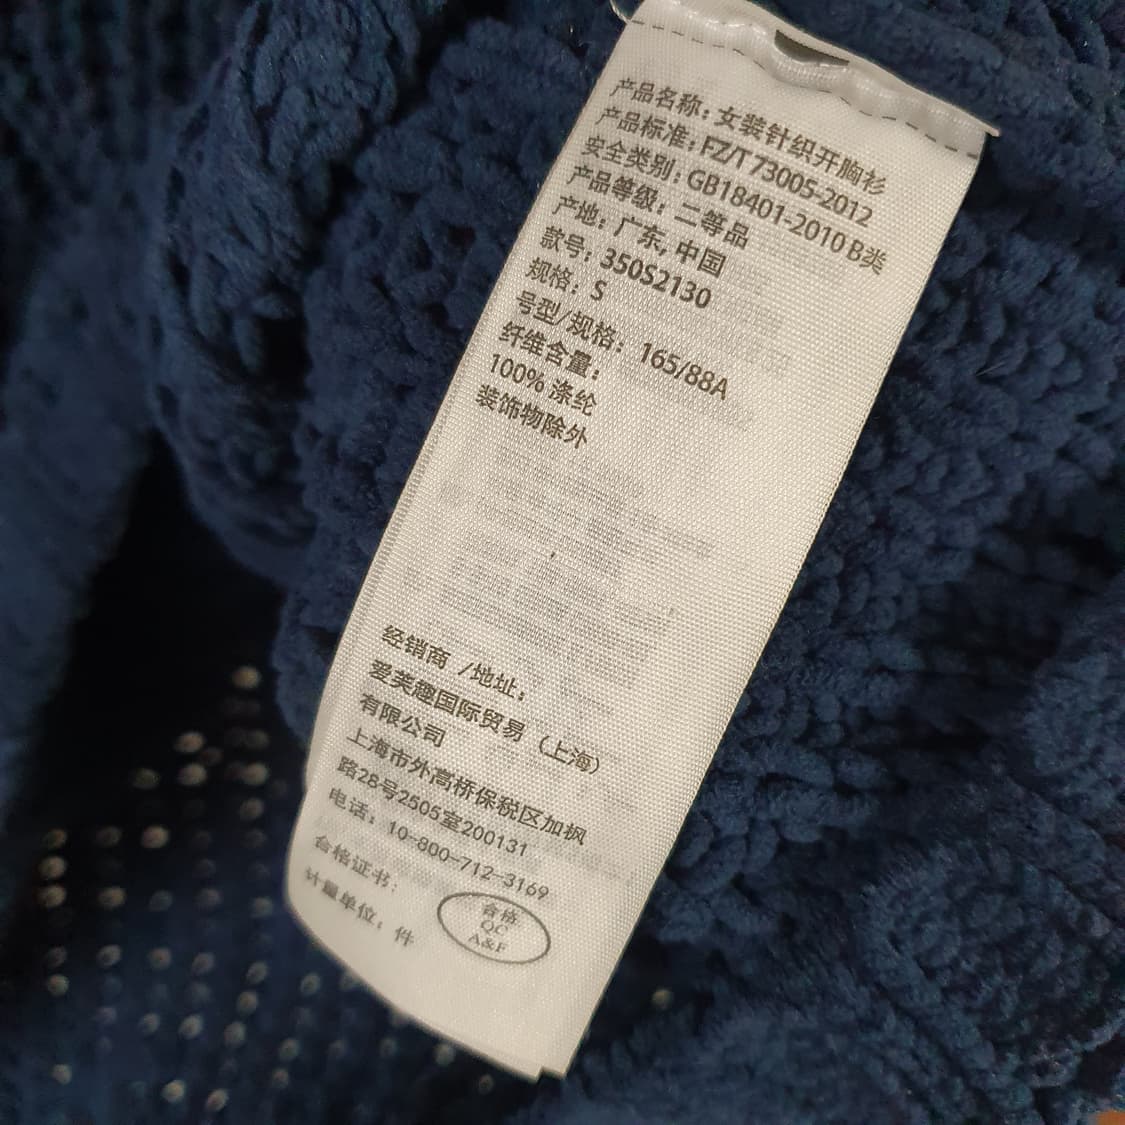 产品名称：女装针织开胸衫
产品标准：FZ/T 73005-2012
安全类别：GB18401-2010 B类
产品等级：二等品
产地：广东, 中国
款号：350S2130
规格：S
号型/规格：165/88A
纤维含量：
100% 涤纶
装饰物除外
经销商 /地址：
爱芙趣国际贸易（上海）
有限公司
上海市外高桥保税区加枫
路28号2505室200131
电话：10-800-712-3169
合格证书：
合格
QC
A&F
计量单位：件